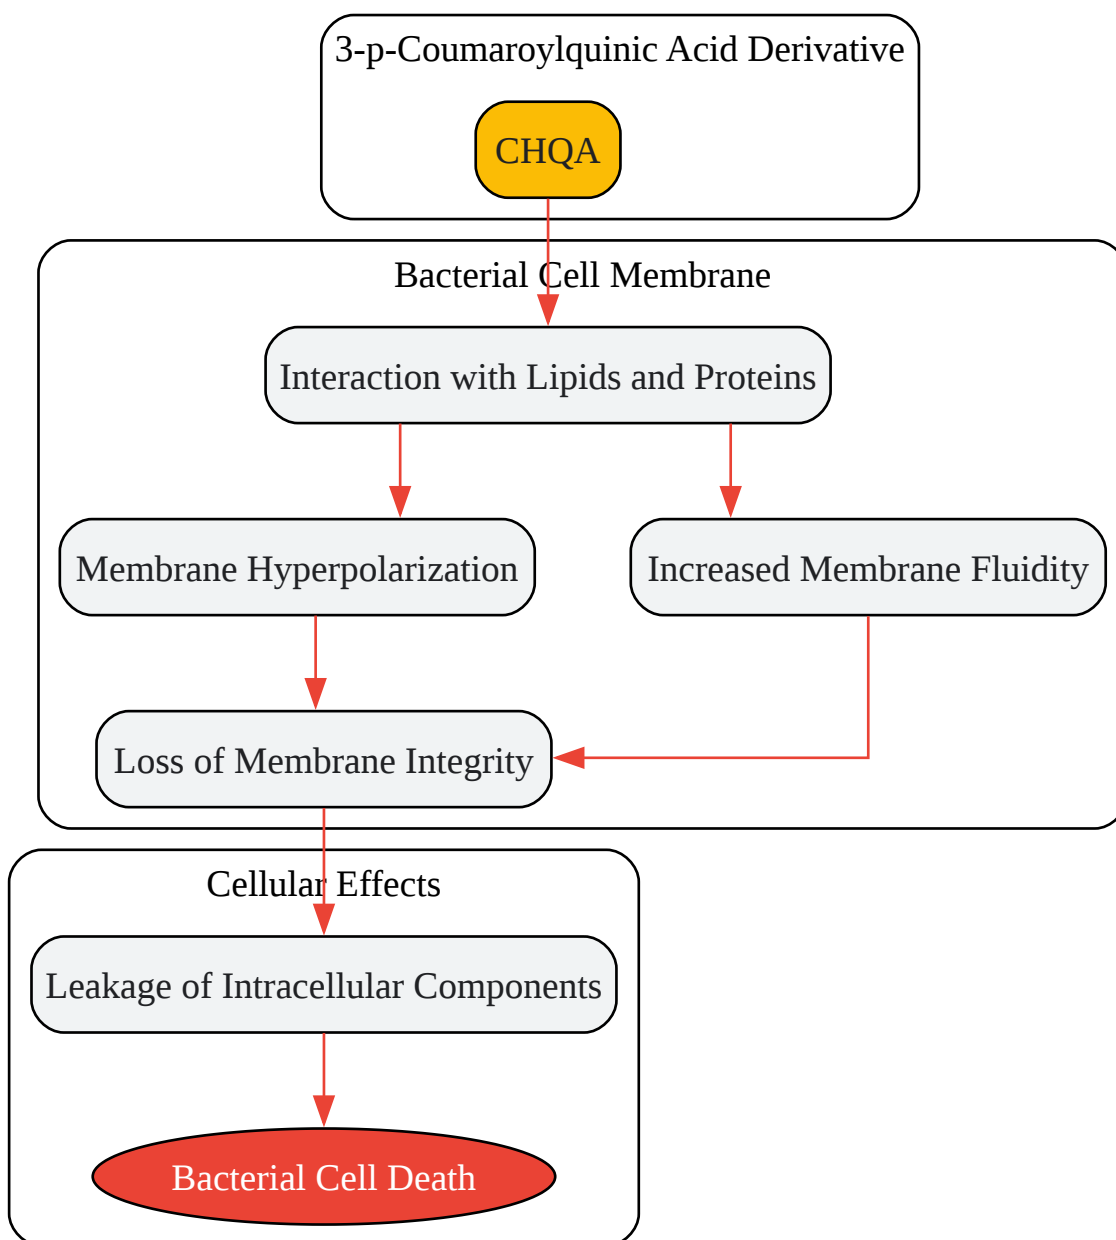 3-p-Coumaroylquinic Acid Derivative
CHQA
Bacterial Cell Membrane
Interaction with Lipids and Proteins
Membrane Hyperpolarization
Increased Membrane Fluidity
Loss of Membrane Integrity
Cellular Effects
Leakage of Intracellular Components
Bacterial Cell Death